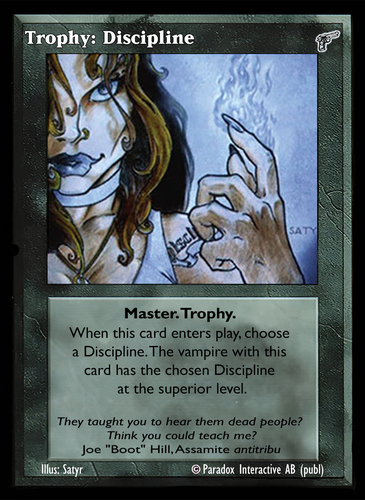 Trophy: Discipline
SATY
Master. Trophy.
When this card enters play, choose
a Discipline. The vampire with this
card has the chosen Discipline
at the superior level.
They taught you to hear them dead people?
Think you could teach me?
Joe "Boot" Hill, Assamite antitribu
Illus: Satyr
© Paradox Interactive AB (publ)